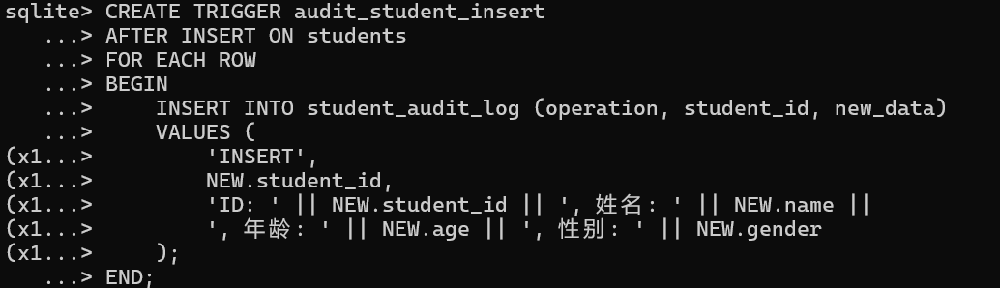 sqlite> CREATE TRIGGER audit_student_insert
   ...> AFTER INSERT ON students
   ...> FOR EACH ROW
   ...> BEGIN
   ...>     INSERT INTO student_audit_log (operation, student_id, new_data)
   ...>     VALUES (
(x1...>         'INSERT',
(x1...>         NEW.student_id,
(x1...>         'ID: ' || NEW.student_id || ', 姓名: ' || NEW.name ||
(x1...>         ', 年龄: ' || NEW.age || ', 性别: ' || NEW.gender
(x1...>     );
   ...> END;